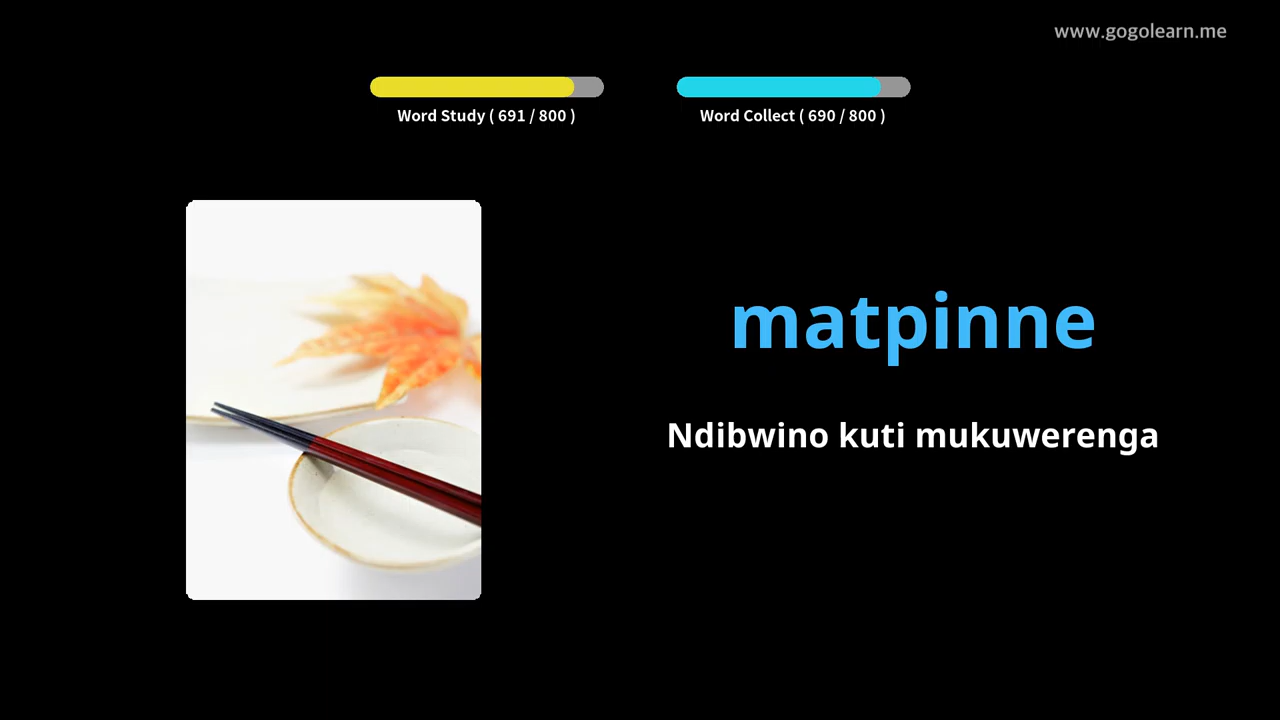 www.gogolearn.me
Word Study ( 691 / 800 )
Word Collect ( 690 / 800 )
matpinne
Ndibwino kuti mukuwerenga